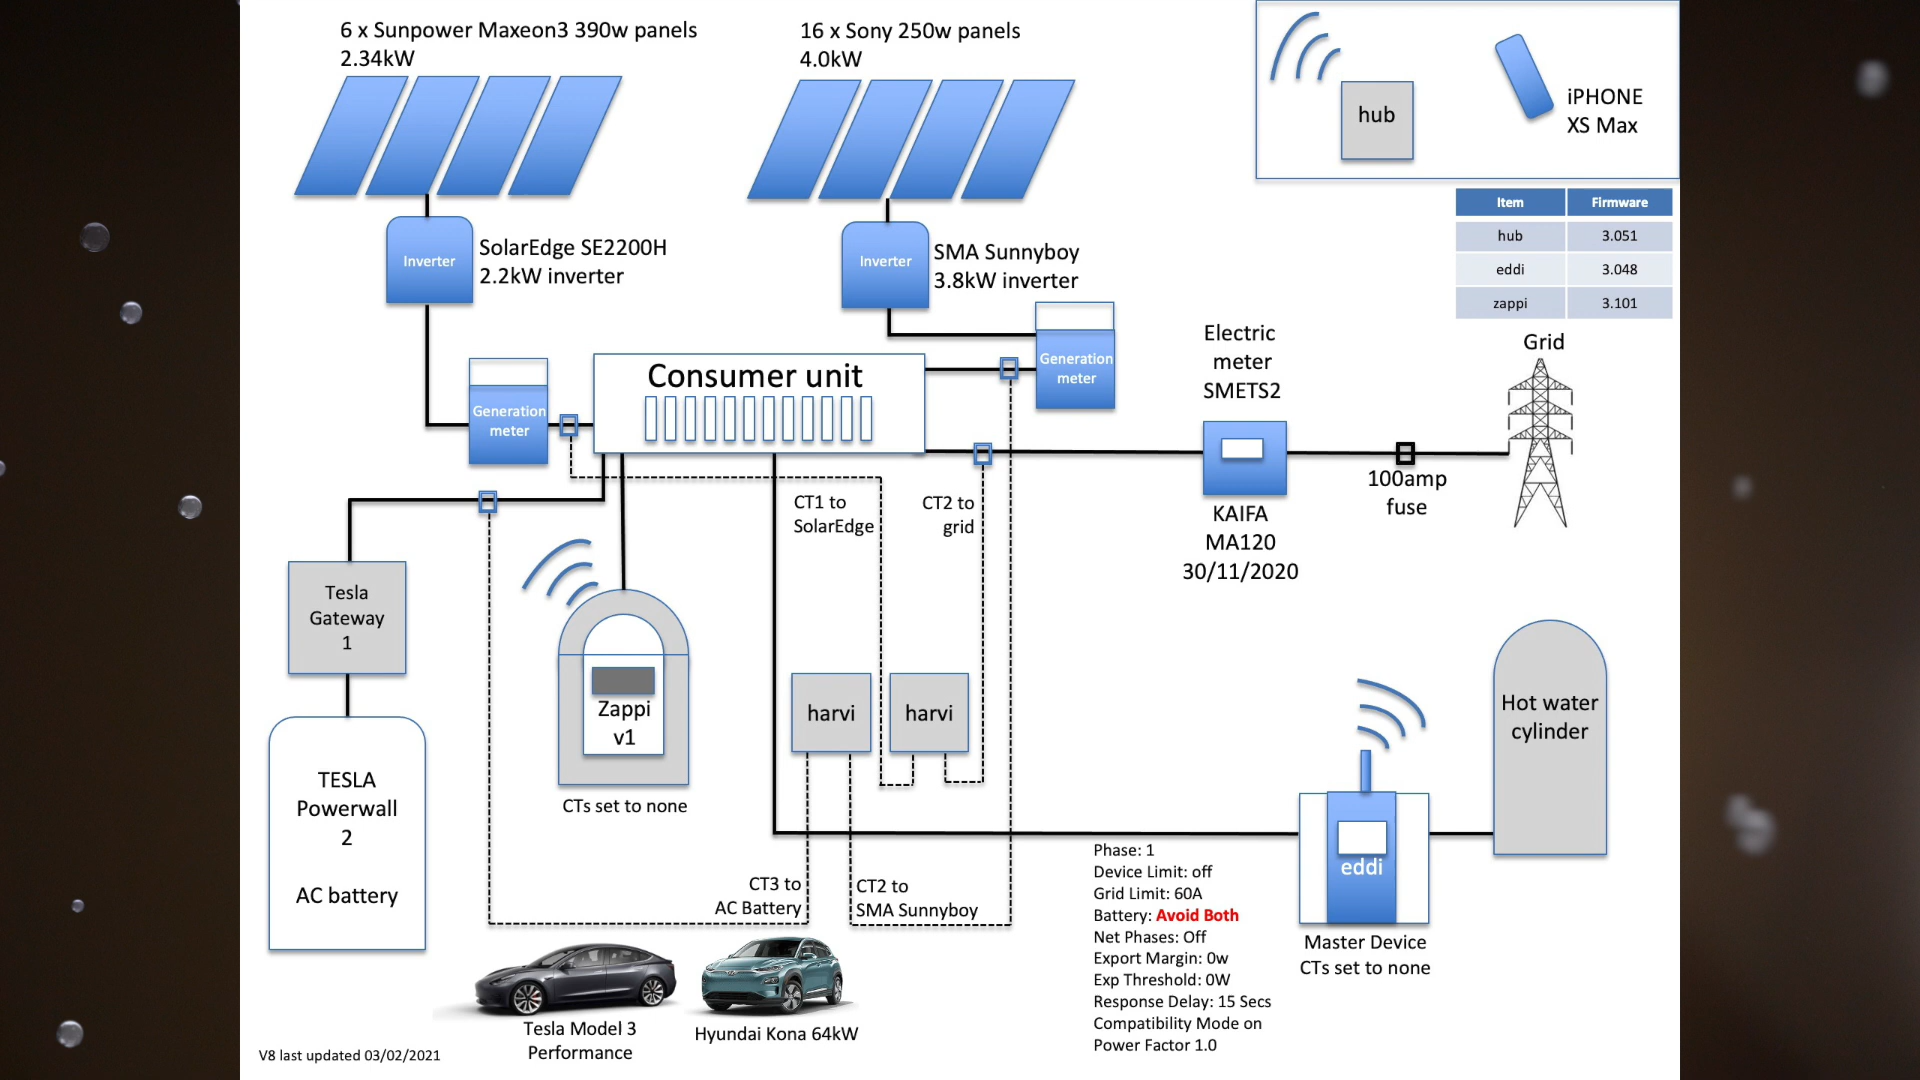 6 x Sunpower Maxeon3 390w panels
2.34kW
16 x Sony 250w panels
4.0kW
hub
iPHONE
XS Max
Item Firmware
hub 3.051
eddi 3.048
zappi 3.101
Inverter
SolarEdge SE2200H
2.2kW inverter
Inverter
SMA Sunnyboy
3.8kW inverter
Generation
meter
Consumer unit
Generation
meter
Electric
meter
SMETS2
Grid
100amp
fuse
KAIFA
MA120
30/11/2020
CT1 to
SolarEdge
CT2 to
grid
Tesla
Gateway
1
Zappi
v1
CTs set to none
harvi
harvi
TESLA
Powerwall
2
AC battery
Hot water
cylinder
eddi
Master Device
CTs set to none
CT3 to
AC Battery
CT2 to
SMA Sunnyboy
Phase: 1
Device Limit: off
Grid Limit: 60A
Battery: Avoid Both
Net Phases: Off
Export Margin: 0w
Exp Threshold: 0W
Response Delay: 15 Secs
Compatibility Mode on
Power Factor 1.0
Tesla Model 3
Performance
Hyundai Kona 64kW
V8 last updated 03/02/2021